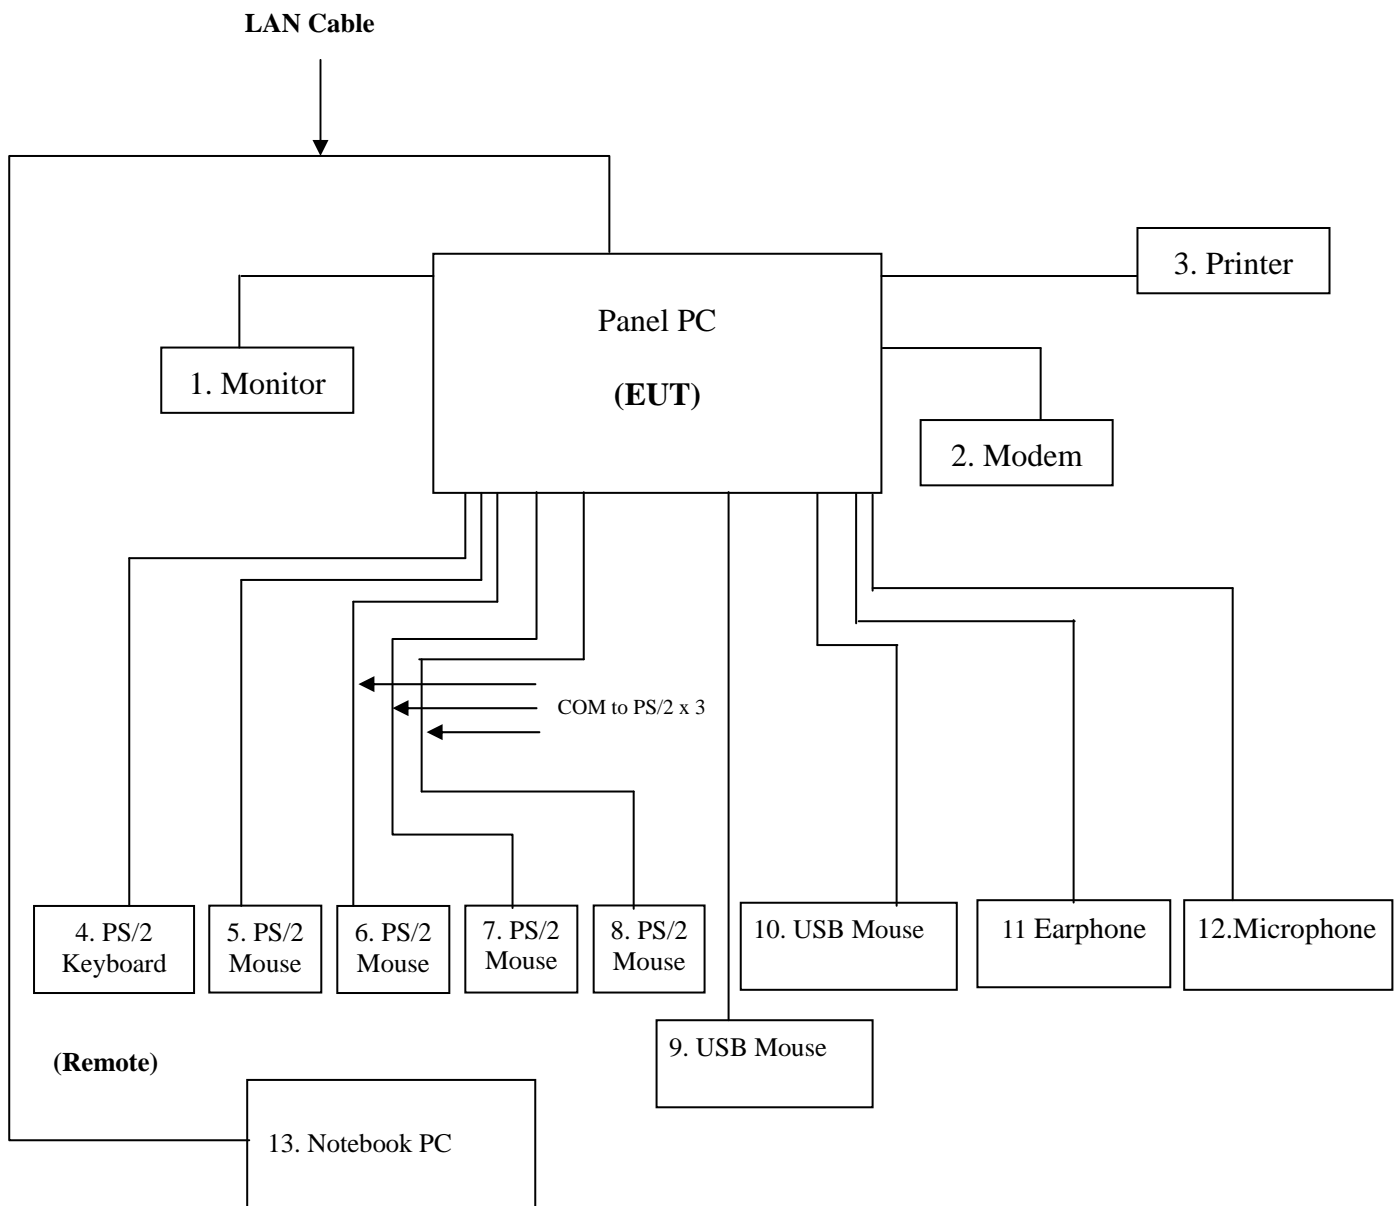 LAN Cable
3. Printer
Panel PC
(EUT)
1. Monitor
2. Modem
COM to PS/2 x 3
4. PS/2
Keyboard
5. PS/2
Mouse
6. PS/2
Mouse
7. PS/2
Mouse
8. PS/2
Mouse
10. USB Mouse
11 Earphone
12.Microphone
9. USB Mouse
(Remote)
13. Notebook PC